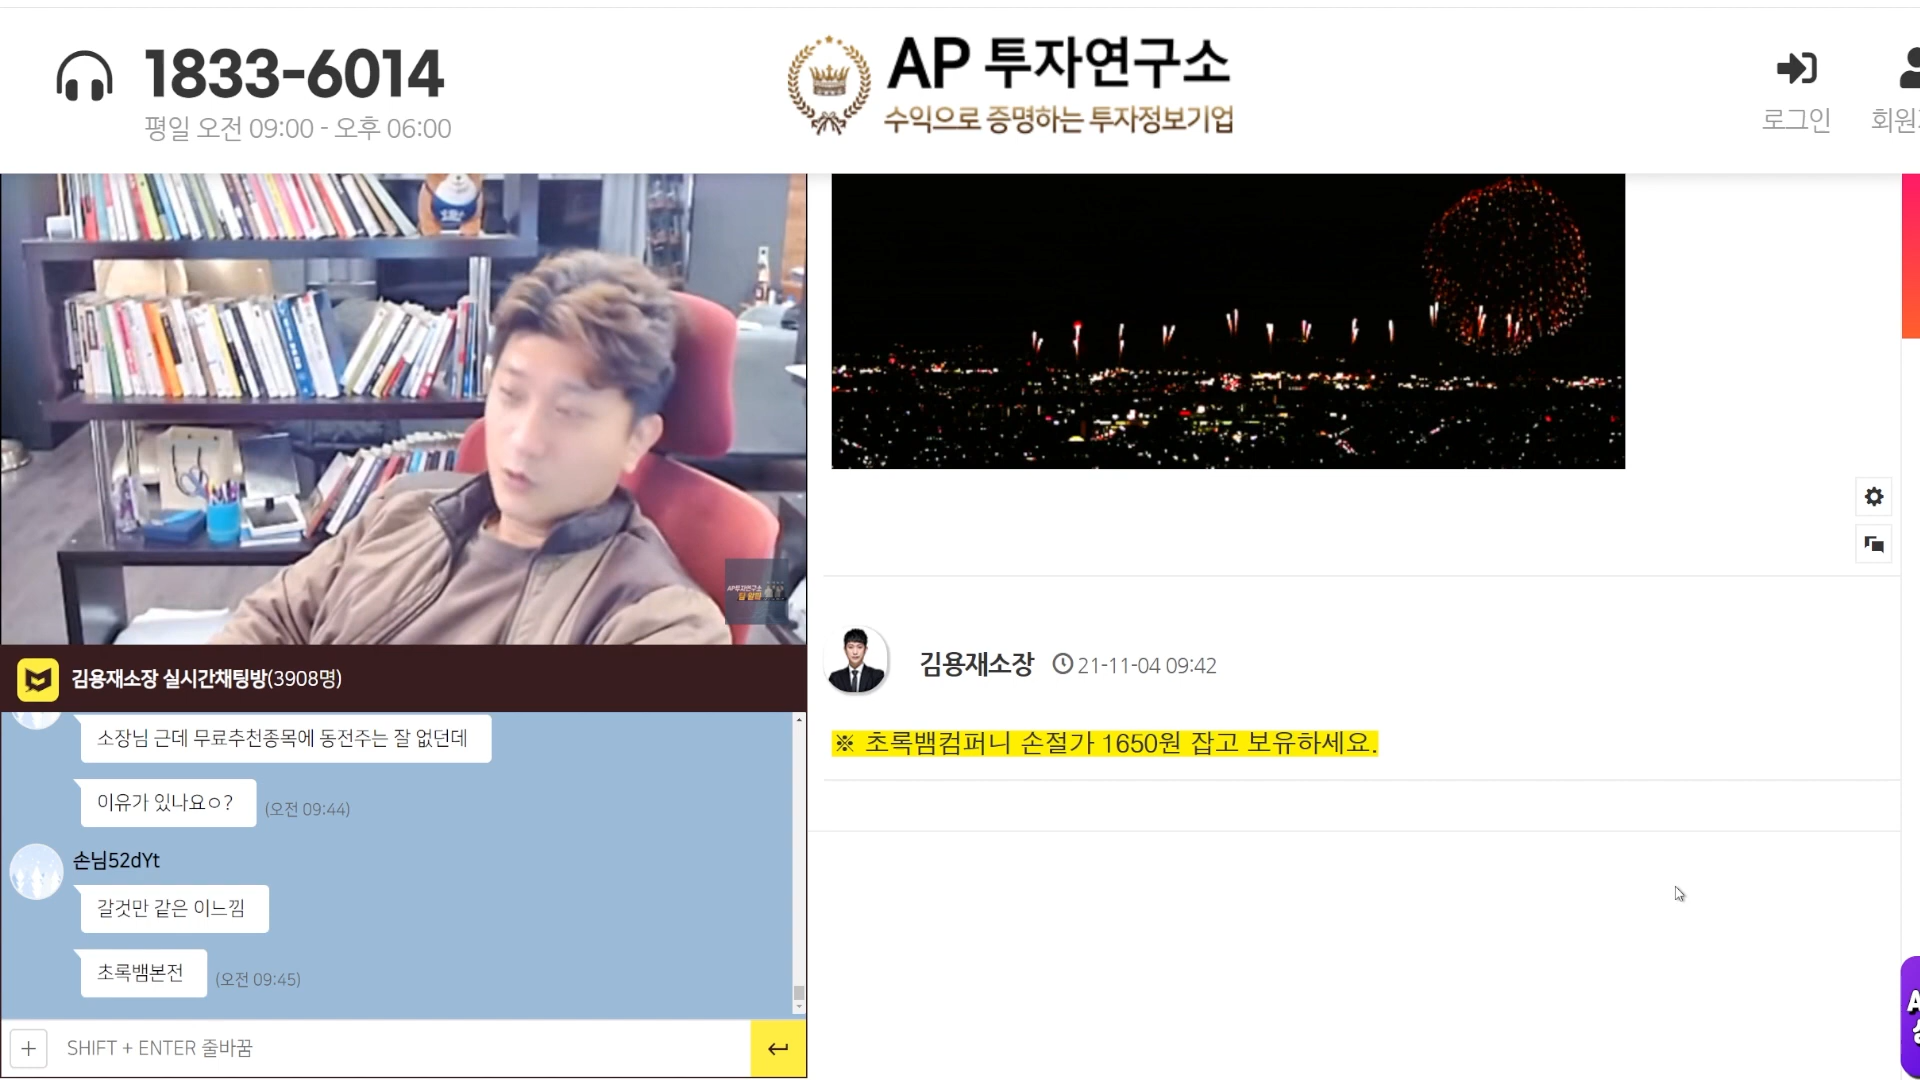 1833-6014
평일 오전 09:00 - 오후 06:00
AP 투자연구소
수익으로 증명하는 투자정보기업
로그인
회원
AP투자연구소
김용재소장 실시간채팅방(3908명)
소장님 근데 무료추천종목에 동전주는 잘 없던데
이유가 있나요ㅇ? (오전 09:44)
손님52dYt
갈것만 같은 이느낌
초록뱀본전 (오전 09:45)
SHIFT + ENTER 줄바꿈
김용재소장 21-11-04 09:42
※ 초록뱀컴퍼니 손절가 1650원 잡고 보유하세요.